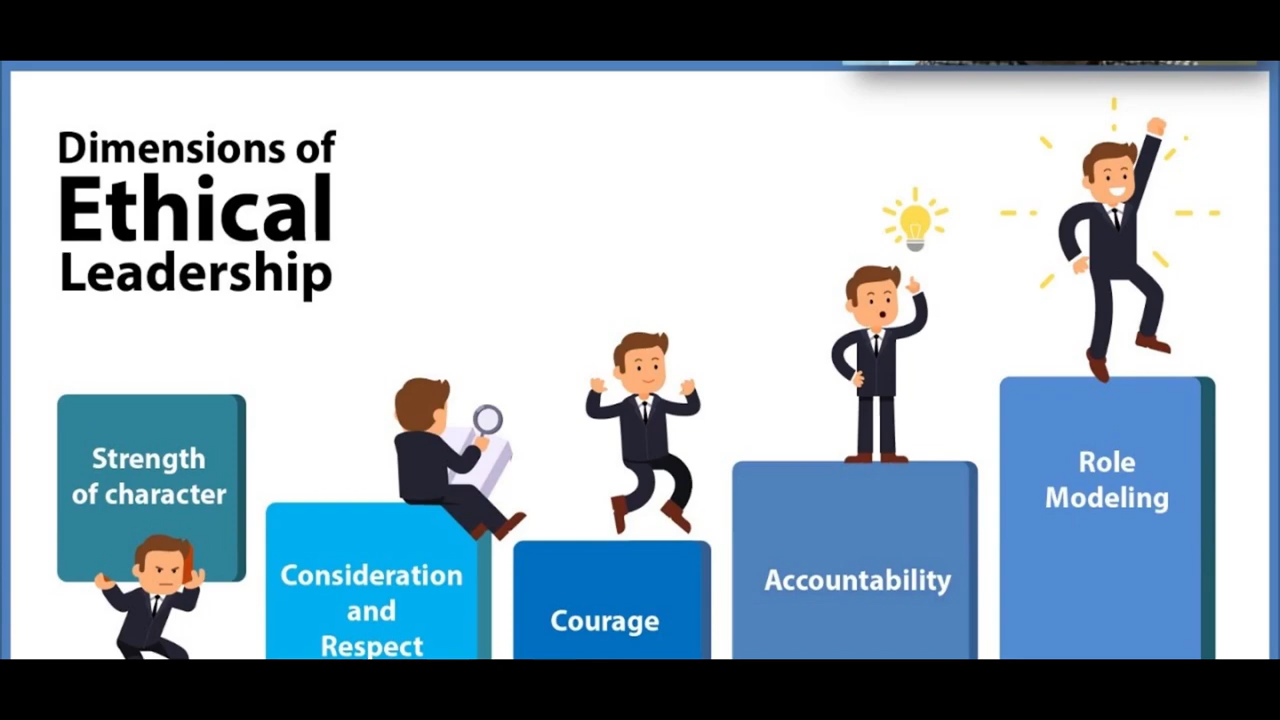 Dimensions of
Ethical
Leadership
Strength
of character
Consideration
and
Respect
Courage
Accountability
Role
Modeling